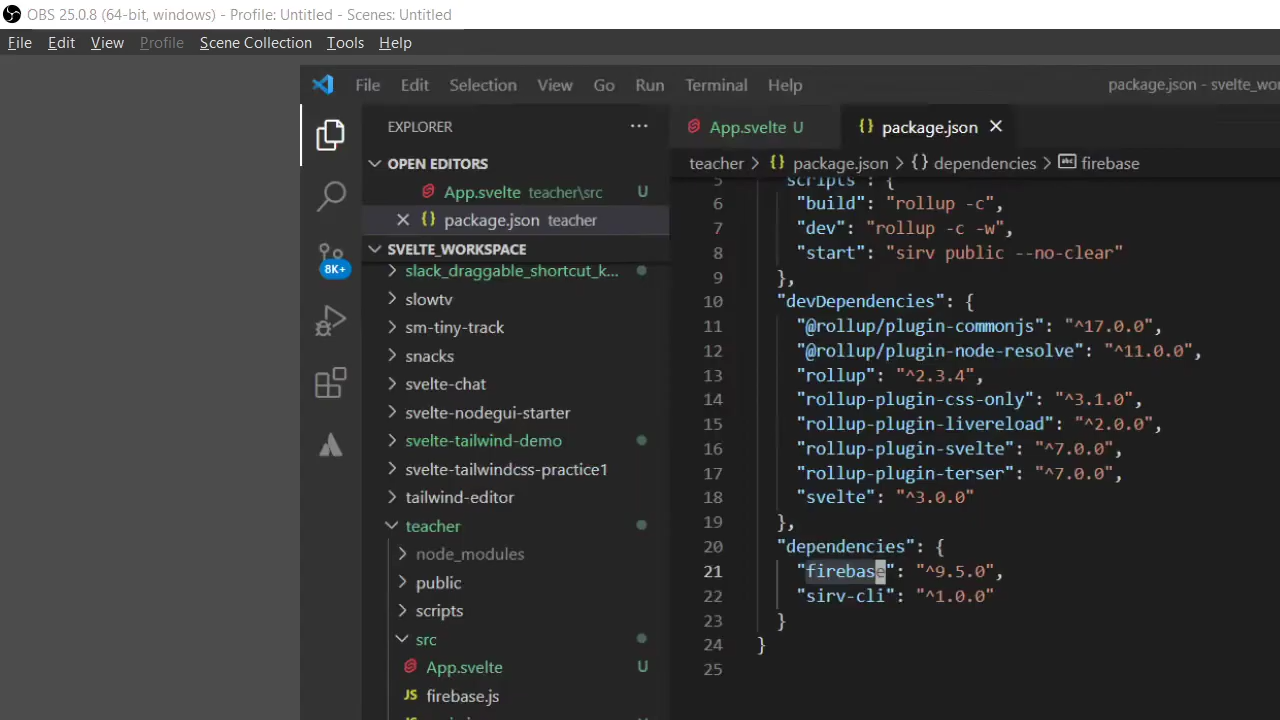 OBS 25.0.8 (64-bit, windows) - Profile: Untitled - Scenes: Untitled
File Edit View Profile Scene Collection Tools Help
File Edit Selection View Go Run Terminal Help package.json - svelte_wor
EXPLORER
OPEN EDITORS
App.svelte teacher\src U
package.json teacher
SVELTE_WORKSPACE
8K+
slack_draggable_shortcut_k...
slowtv
sm-tiny-track
snacks
svelte-chat
svelte-nodegui-starter
svelte-tailwind-demo
svelte-tailwindcss-practice1
tailwind-editor
teacher
node_modules
public
scripts
src
App.svelte U
JS firebase.js
App.svelte U {} package.json
teacher > {} package.json > {} dependencies > abc firebase
5 "scripts": {
6 "build": "rollup -c",
7 "dev": "rollup -c -w",
8 "start": "sirv public --no-clear"
9 },
10 "devDependencies": {
11 "@rollup/plugin-commonjs": "^17.0.0",
12 "@rollup/plugin-node-resolve": "^11.0.0",
13 "rollup": "^2.3.4",
14 "rollup-plugin-css-only": "^3.1.0",
15 "rollup-plugin-livereload": "^2.0.0",
16 "rollup-plugin-svelte": "^7.0.0",
17 "rollup-plugin-terser": "^7.0.0",
18 "svelte": "^3.0.0"
19 },
20 "dependencies": {
21 "firebase": "^9.5.0",
22 "sirv-cli": "^1.0.0"
23 }
24 }
25